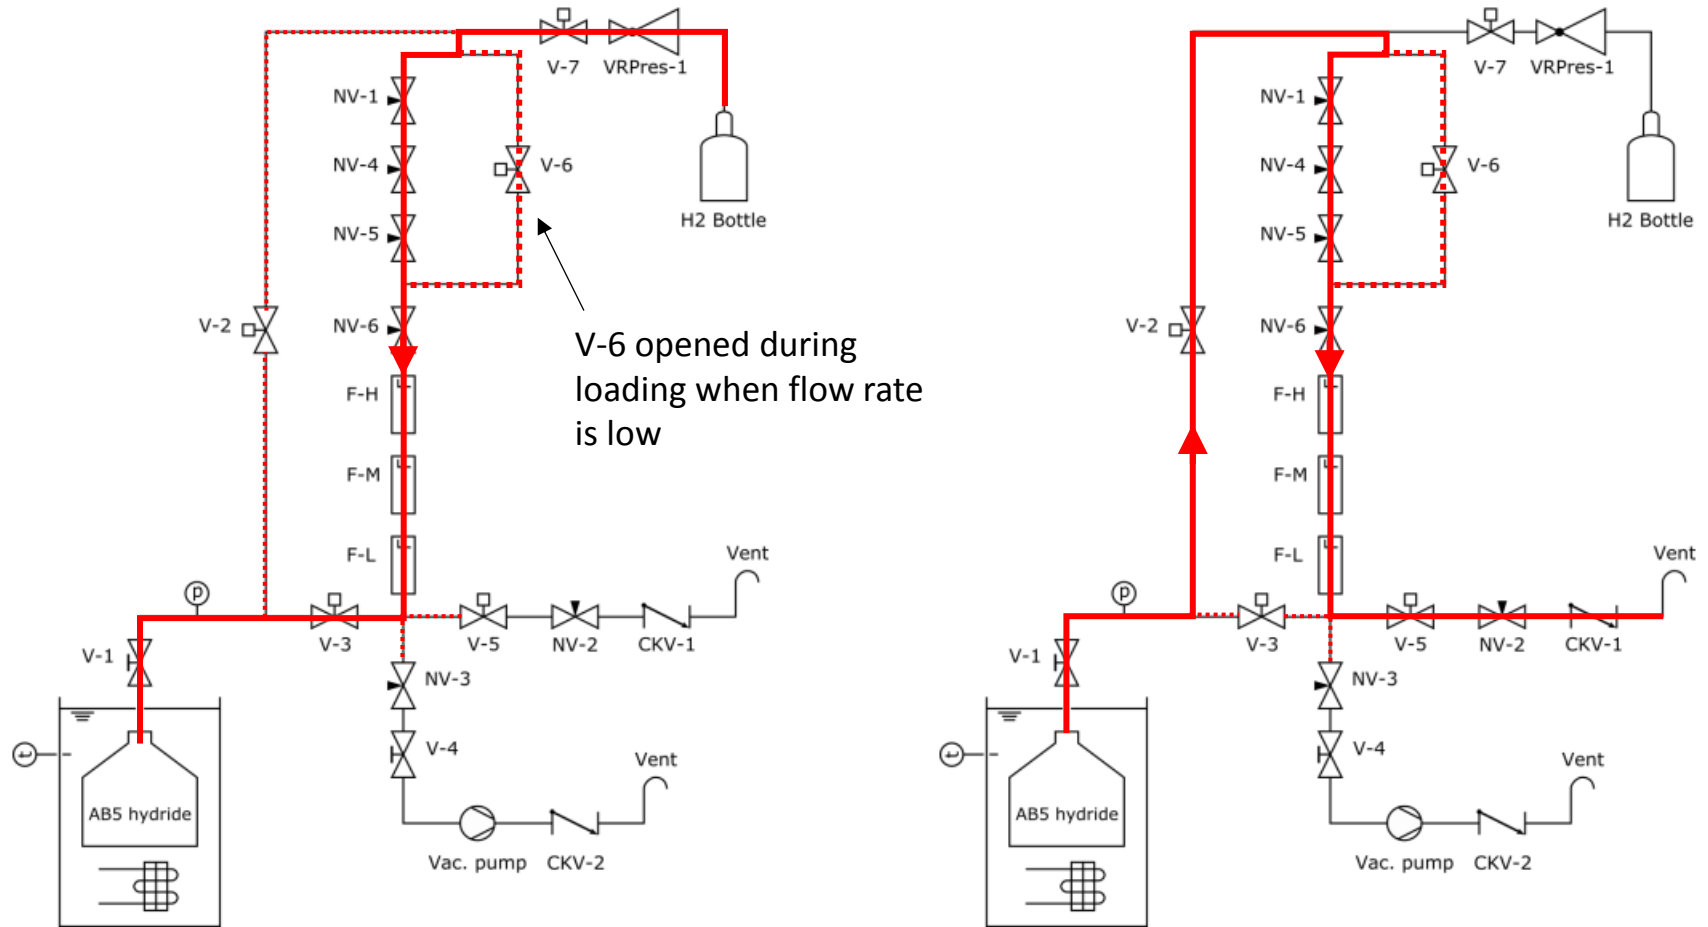 V-7
VRPres-1
NV-1
NV-4
V-6
NV-5
H2 Bottle
V-2
NV-6
V-6 opened during
loading when flow rate
is low
F-H
F-M
F-L
Vent
p
V-3
V-5
NV-2
CKV-1
V-1
NV-3
V-4
t
Vent
AB5 hydride
Vac. pump
CKV-2
V-7
VRPres-1
NV-1
NV-4
V-6
NV-5
H2 Bottle
V-2
NV-6
F-H
F-M
F-L
Vent
p
V-3
V-5
NV-2
CKV-1
V-1
NV-3
V-4
t
Vent
AB5 hydride
Vac. pump
CKV-2